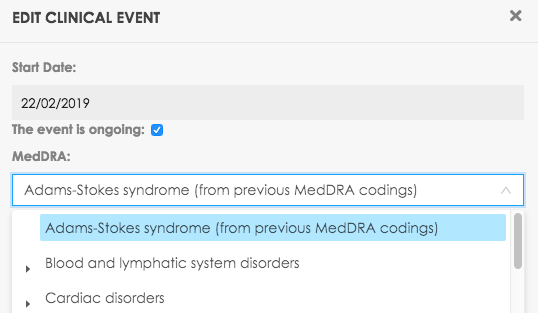 EDIT CLINICAL EVENT
Start Date:
22/02/2019
The event is ongoing:
MedDRA:
Adams-Stokes syndrome (from previous MedDRA codings)
Adams-Stokes syndrome (from previous MedDRA codings)
Blood and lymphatic system disorders
Cardiac disorders